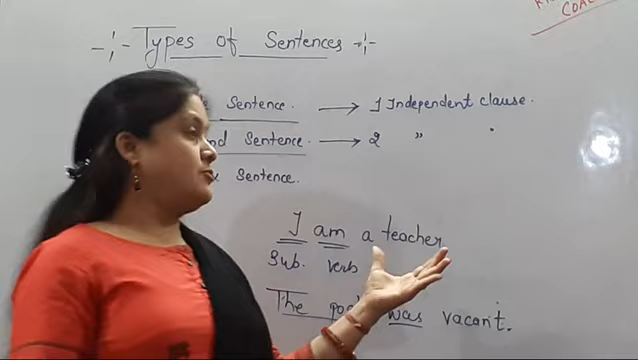 Types of Sentences
Sentence. → 1 Independent clause.
Sentence. → 2 " .
Sentence.
I am a teacher
Sub. verb
The was vacant.